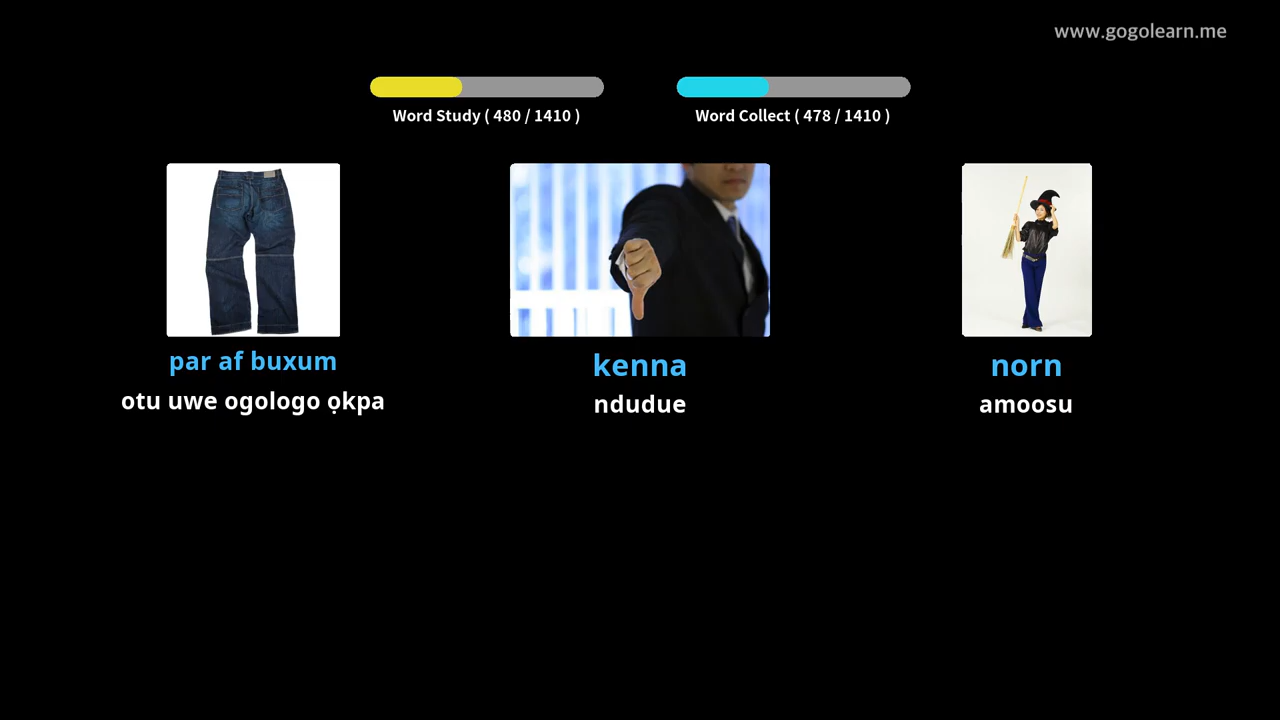 www.gogolearn.me
Word Study ( 480 / 1410 )
Word Collect ( 478 / 1410 )
par af buxum
otu uwe ogologo ọkpa
kenna
ndudue
norn
amoosu